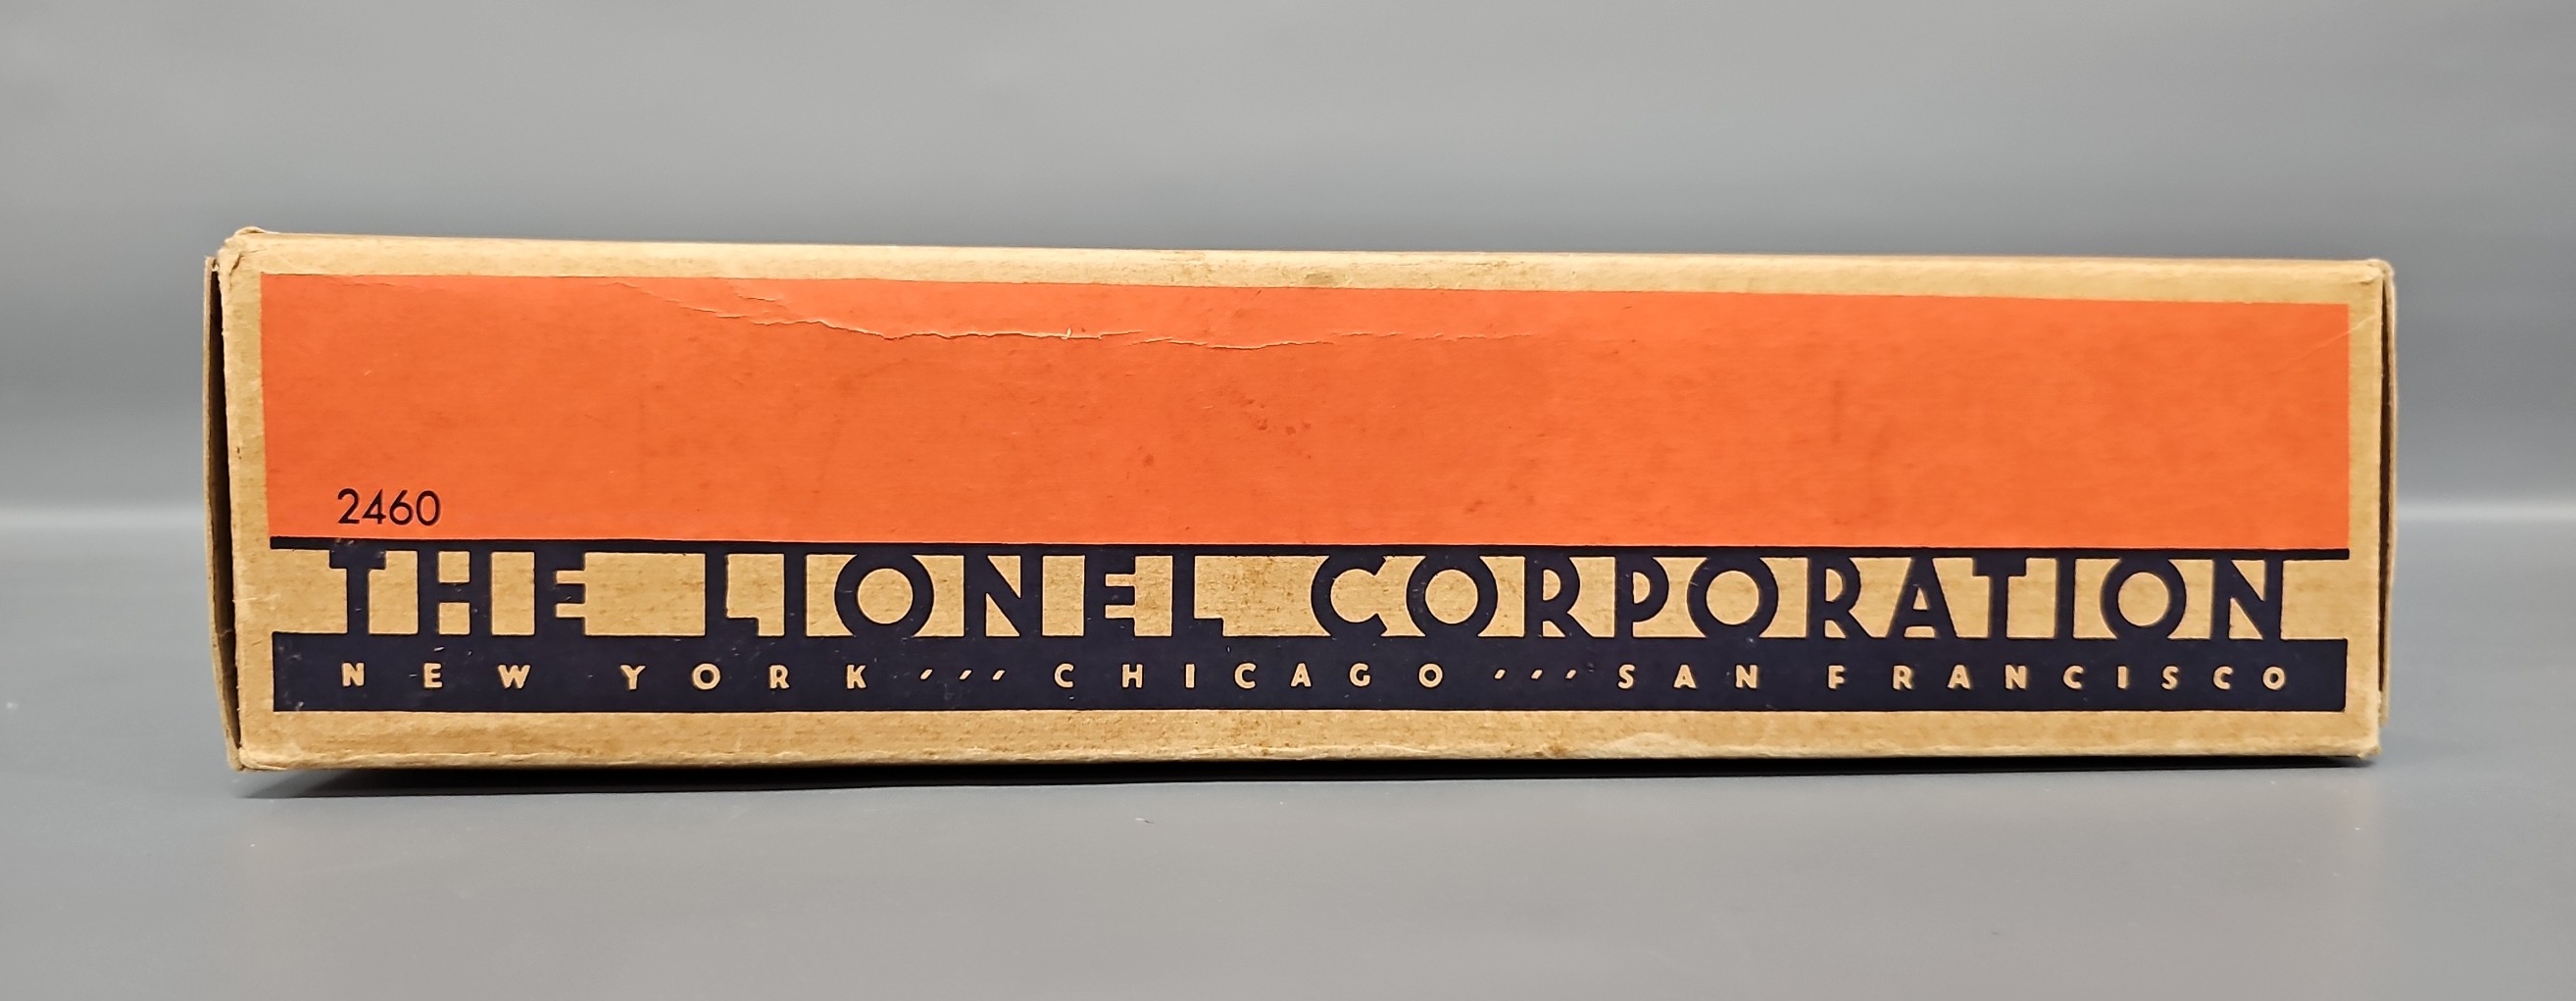 2460
THE LIONEL CORPORATION
NEW YORK ՛՛՛ CHICAGO ՛՛՛ SAN FRANCISCO